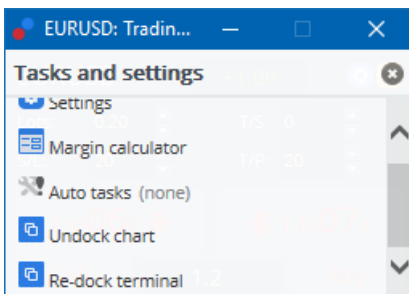 EURUSD: Tradin...
Tasks and settings
Settings
Margin calculator
Auto tasks (none)
Undock chart
Re-dock terminal